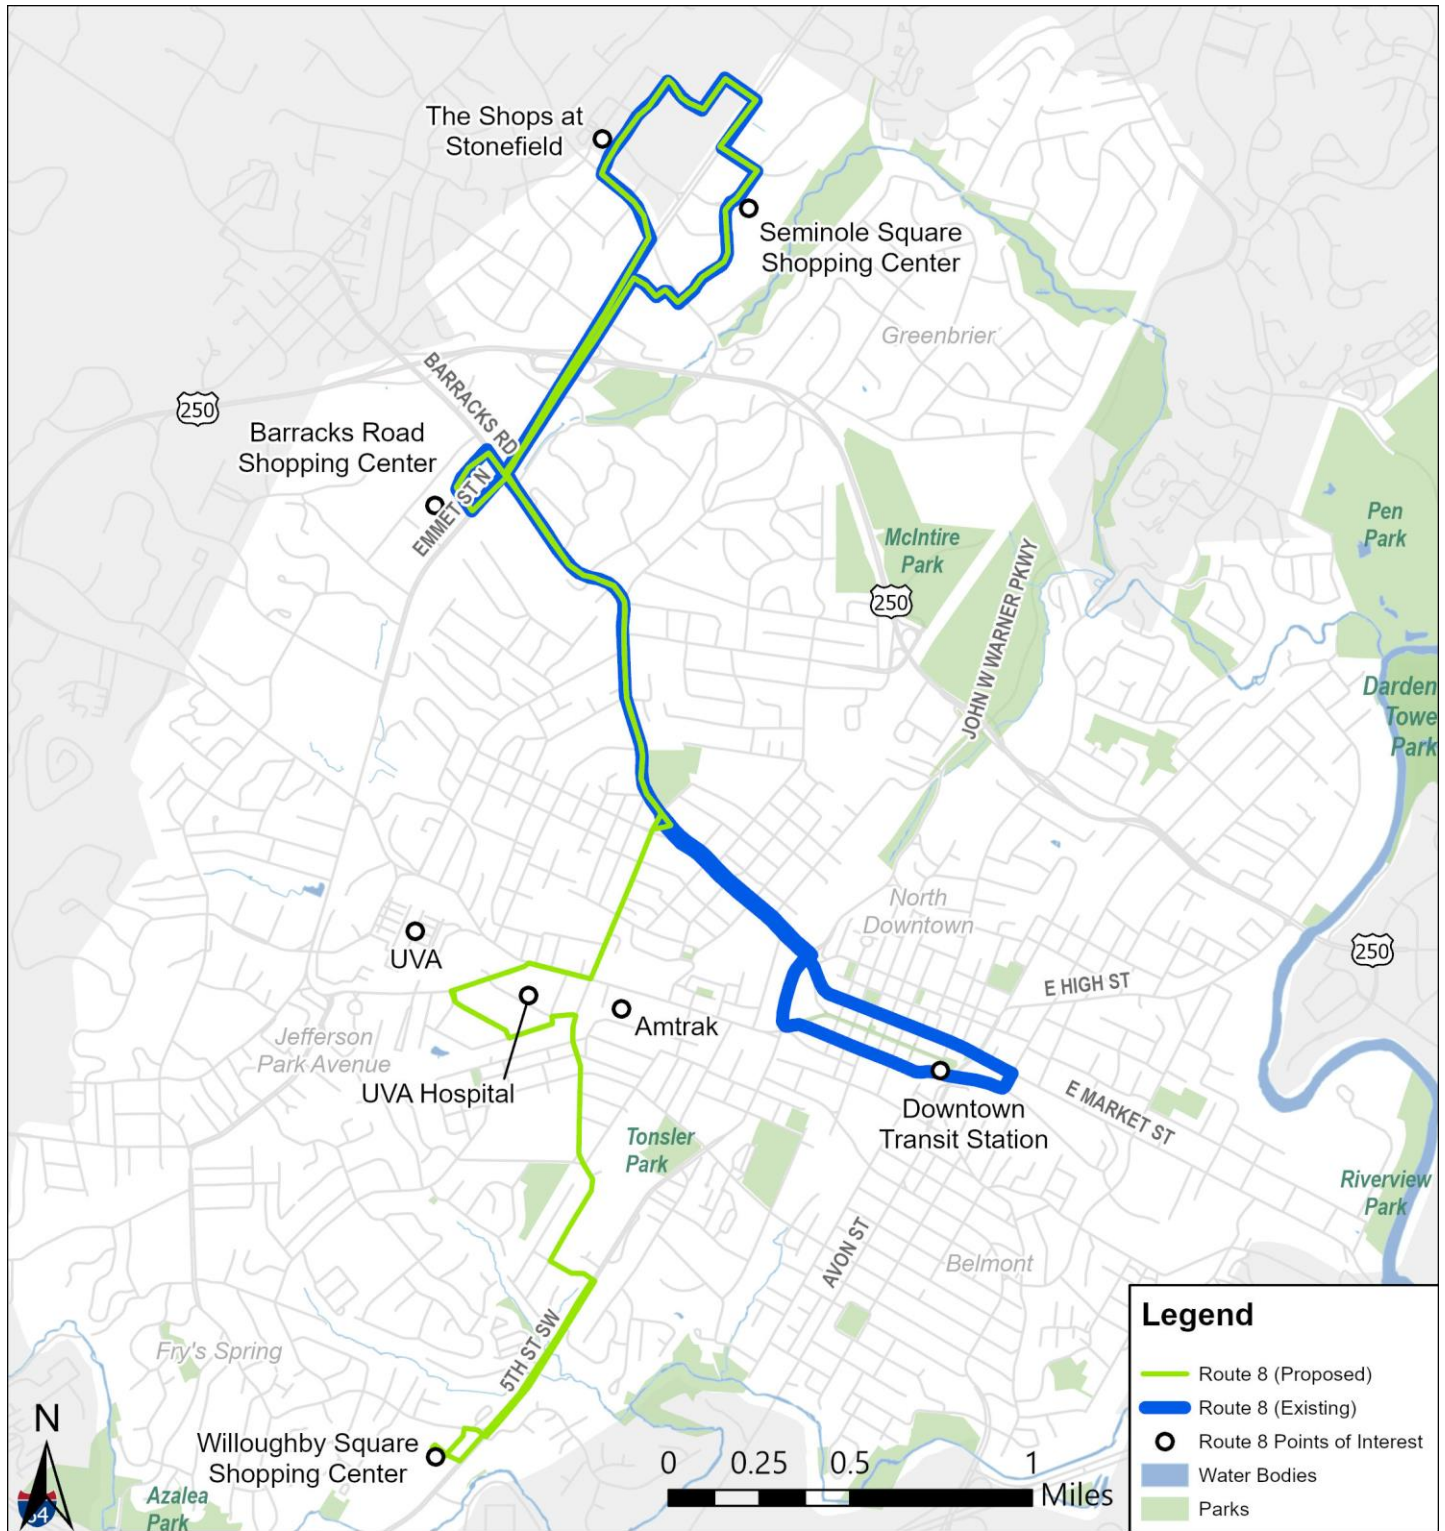 The Shops at
Stonefield
Seminole Square
Shopping Center
Greenbrier
BARRACKS RD
250
Barracks Road
Shopping Center
EMMET ST N
McIntire
Park
Pen
Park
250
JOHN W WARNER PKWY
Darden
Towe
Park
North
Downtown
UVA
250
E HIGH ST
Amtrak
Jefferson
Park Avenue
UVA Hospital
Downtown
Transit Station
E MARKET ST
Tonsler
Park
Riverview
Park
AVON ST
Belmont
Fry's Spring
5TH ST SW
Willoughby Square
Shopping Center
Azalea
Park
N
64
0 0.25 0.5 1
Miles
Legend
Route 8 (Proposed)
Route 8 (Existing)
Route 8 Points of Interest
Water Bodies
Parks